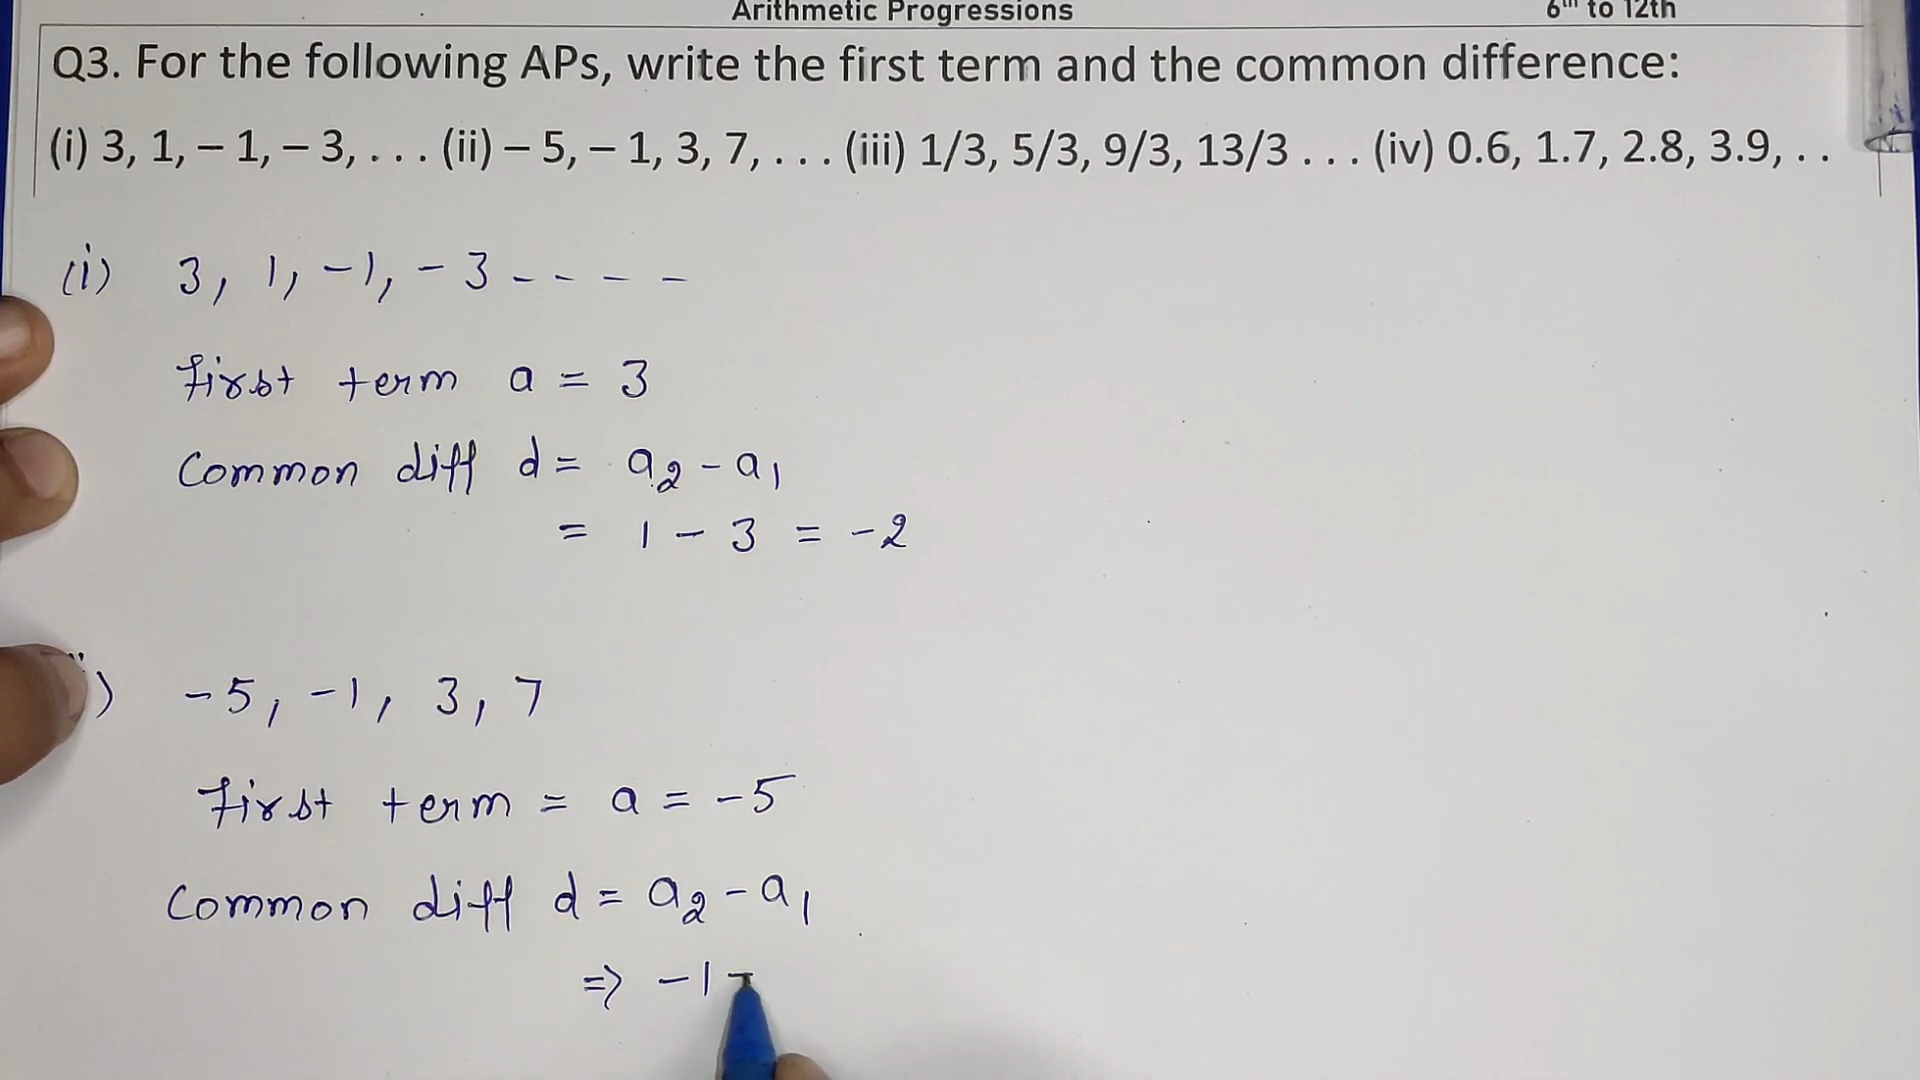 Arithmetic Progressions 6th to 12th
Q3. For the following APs, write the first term and the common difference:
(i) 3, 1, – 1, – 3, . . . (ii) – 5, – 1, 3, 7, . . . (iii) 1/3, 5/3, 9/3, 13/3 . . . (iv) 0.6, 1.7, 2.8, 3.9, . .
(i) 3, 1, -1, -3 - - - -
first term a = 3
Common diff d = a₂ - a₁
= 1 - 3 = -2
) -5, -1, 3, 7
first term = a = -5
Common diff d = a₂ - a₁
=> -1 -